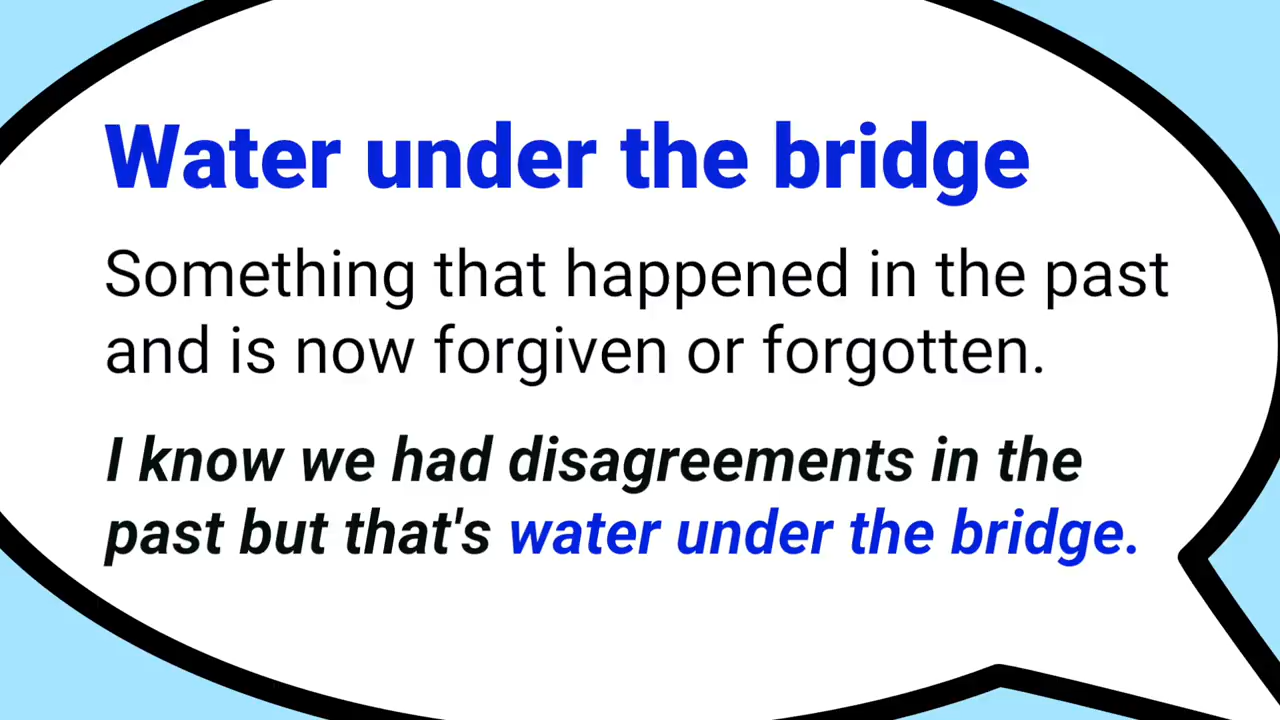 Water under the bridge
Something that happened in the past
and is now forgiven or forgotten.
I know we had disagreements in the
past but that's water under the bridge.